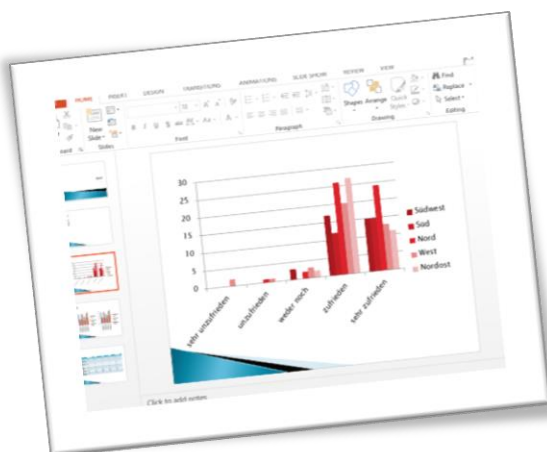 HOME INSERT DESIGN TRANSITIONS ANIMATIONS SLIDE SHOW REVIEW VIEW
New
Slide
Slides
Font
Paragraph
Shapes Arrange Quick
Styles
Drawing
Find
Replace
Select
Editing
30
25
20
15
10
5
0
sehr unzufrieden
unzufrieden
weder noch
zufrieden
sehr zufrieden
Südwest
Süd
Nord
West
Nordost
Click to add notes